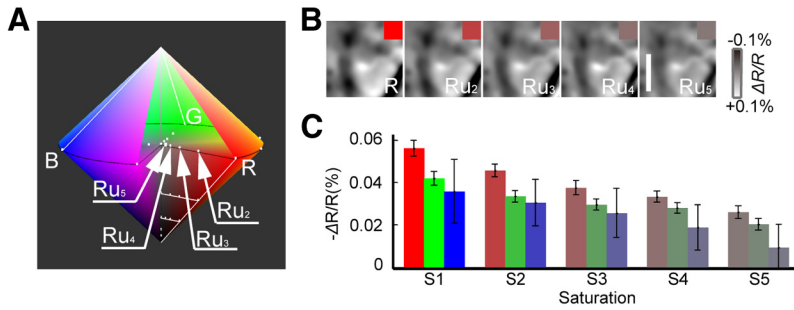 A
G
B
R
Ru5
Ru2
Ru4
Ru3
B
R
Ru2
Ru3
Ru4
Ru5
-0.1%
ΔR/R
+0.1%
C
0.06
0.04
0.02
0
-ΔR/R(%)
S1
S2
S3
S4
S5
Saturation